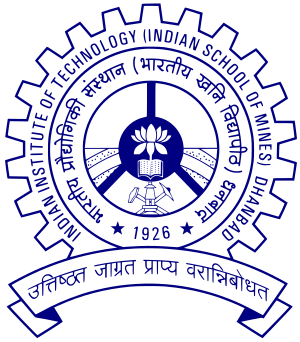 INDIAN INSTITUTE OF TECHNOLOGY (INDIAN SCHOOL OF MINES) DHANBAD
भारतीय प्रौद्योगिकी संस्थान (भारतीय खनि विद्यापीठ) धनबाद
★ 1926 ★
उत्तिष्ठत जाग्रत प्राप्य वरान्निबोधत